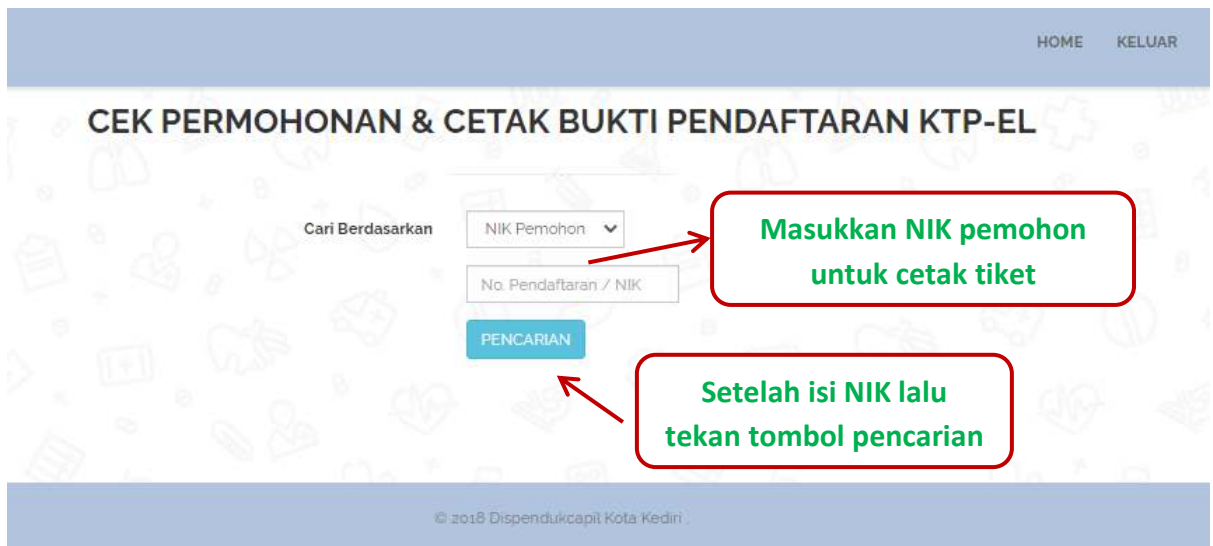 HOME KELUAR
CEK PERMOHONAN & CETAK BUKTI PENDAFTARAN KTP-EL
Cari Berdasarkan
NIK Pemohon
Masukkan NIK pemohon
untuk cetak tiket
No. Pendaftaran / NIK
PENCARIAN
Setelah isi NIK lalu
tekan tombol pencarian
© 2018 Dispendukcapil Kota Kediri .